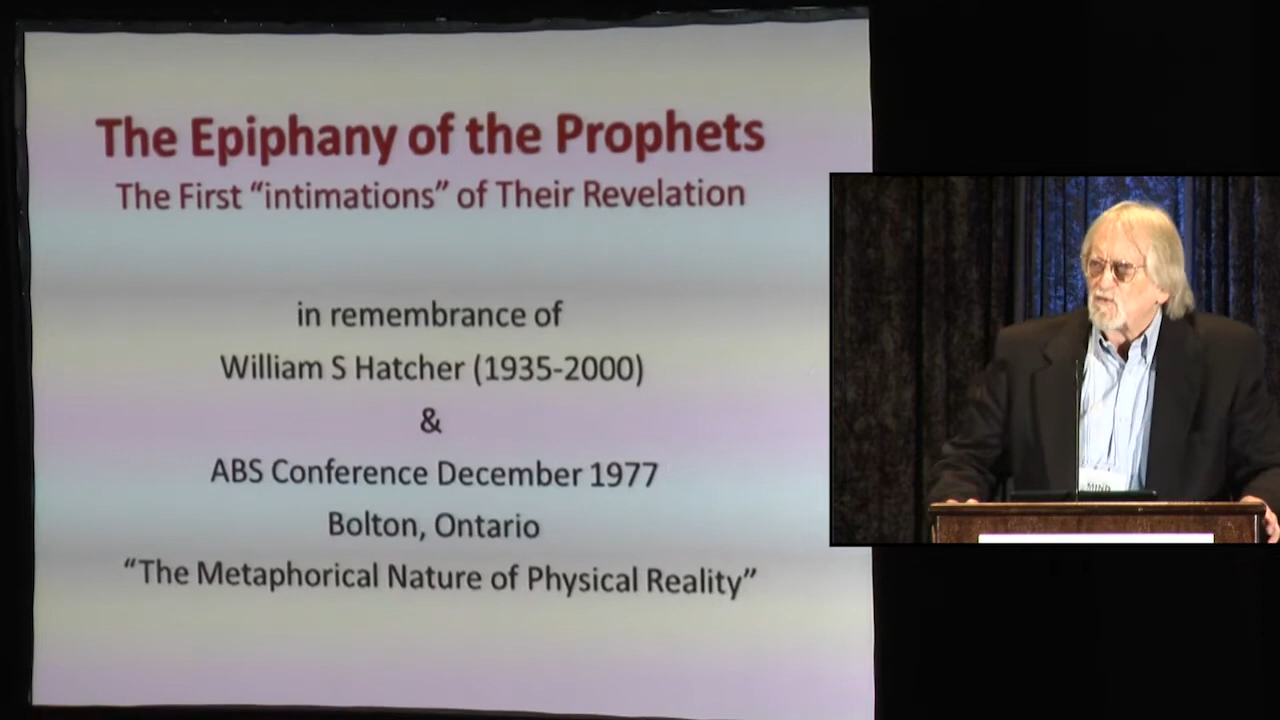 The Epiphany of the Prophets
The First “intimations” of Their Revelation
in remembrance of
William S Hatcher (1935-2000)
&
ABS Conference December 1977
Bolton, Ontario
“The Metaphorical Nature of Physical Reality”
MIND